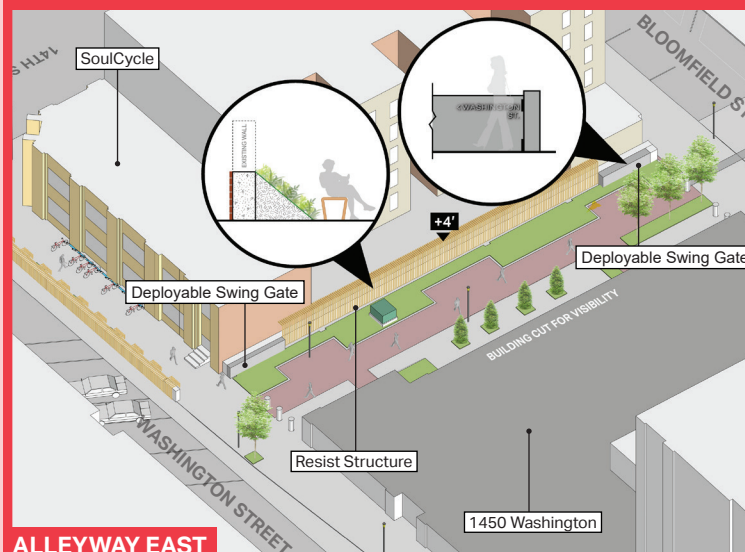 14TH S
SoulCycle
BLOOMFIELD ST
WASHINGTON
ST.
EXISTING WALL
+4'
Deployable Swing Gate
Deployable Swing Gate
BUILDING CUT FOR VISIBILITY
Resist Structure
WASHINGTON STREET
1450 Washington
ALLEYWAY EAST